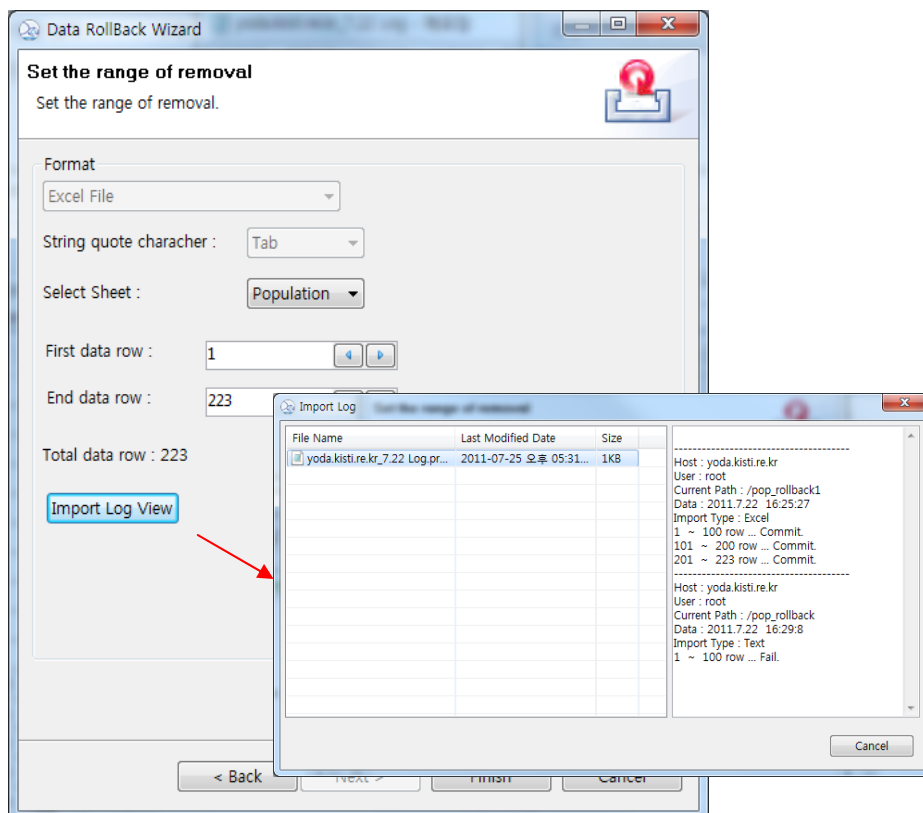 Data RollBack Wizard
Set the range of removal
Set the range of removal.
Format
Excel File
String quote characher :
Tab
Select Sheet :
Population
First data row :
1
End data row :
223
Total data row : 223
Import Log View
< Back
Next >
Finish
Cancel
Import Log
Set the range of removal
File Name
Last Modified Date
Size
yoda.kisti.re.kr_7.22 Log.pr...
2011-07-25 오후 05:31...
1KB
--------------------------------------
Host : yoda.kisti.re.kr
User : root
Current Path : /pop_rollback1
Data : 2011.7.22 16:25:27
Import Type : Excel
1 ~ 100 row ... Commit.
101 ~ 200 row ... Commit.
201 ~ 223 row ... Commit.
--------------------------------------
Host : yoda.kisti.re.kr
User : root
Current Path : /pop_rollback
Data : 2011.7.22 16:29:8
Import Type : Text
1 ~ 100 row ... Fail.
Cancel